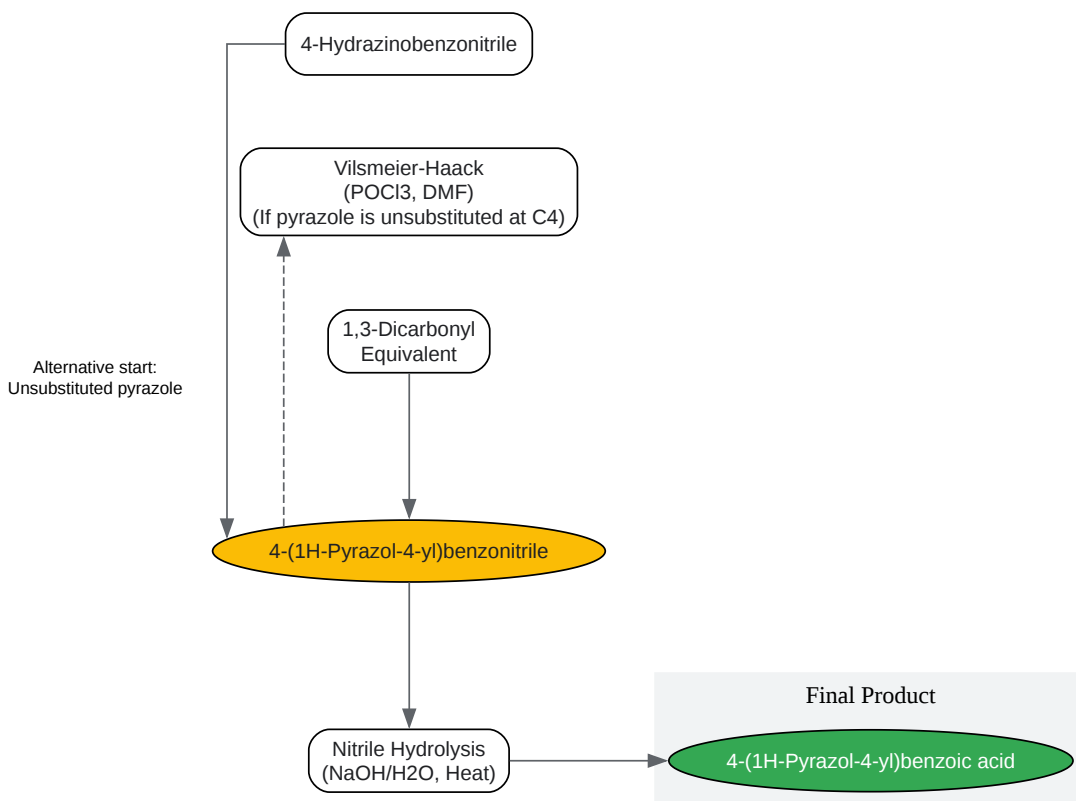 4-Hydrazinobenzonitrile
Vilsmeier-Haack
(POCl3, DMF)
(If pyrazole is unsubstituted at C4)
1,3-Dicarbonyl
Equivalent
Alternative start:
Unsubstituted pyrazole
4-(1H-Pyrazol-4-yl)benzonitrile
Final Product
Nitrile Hydrolysis
(NaOH/H2O, Heat)
4-(1H-Pyrazol-4-yl)benzoic acid